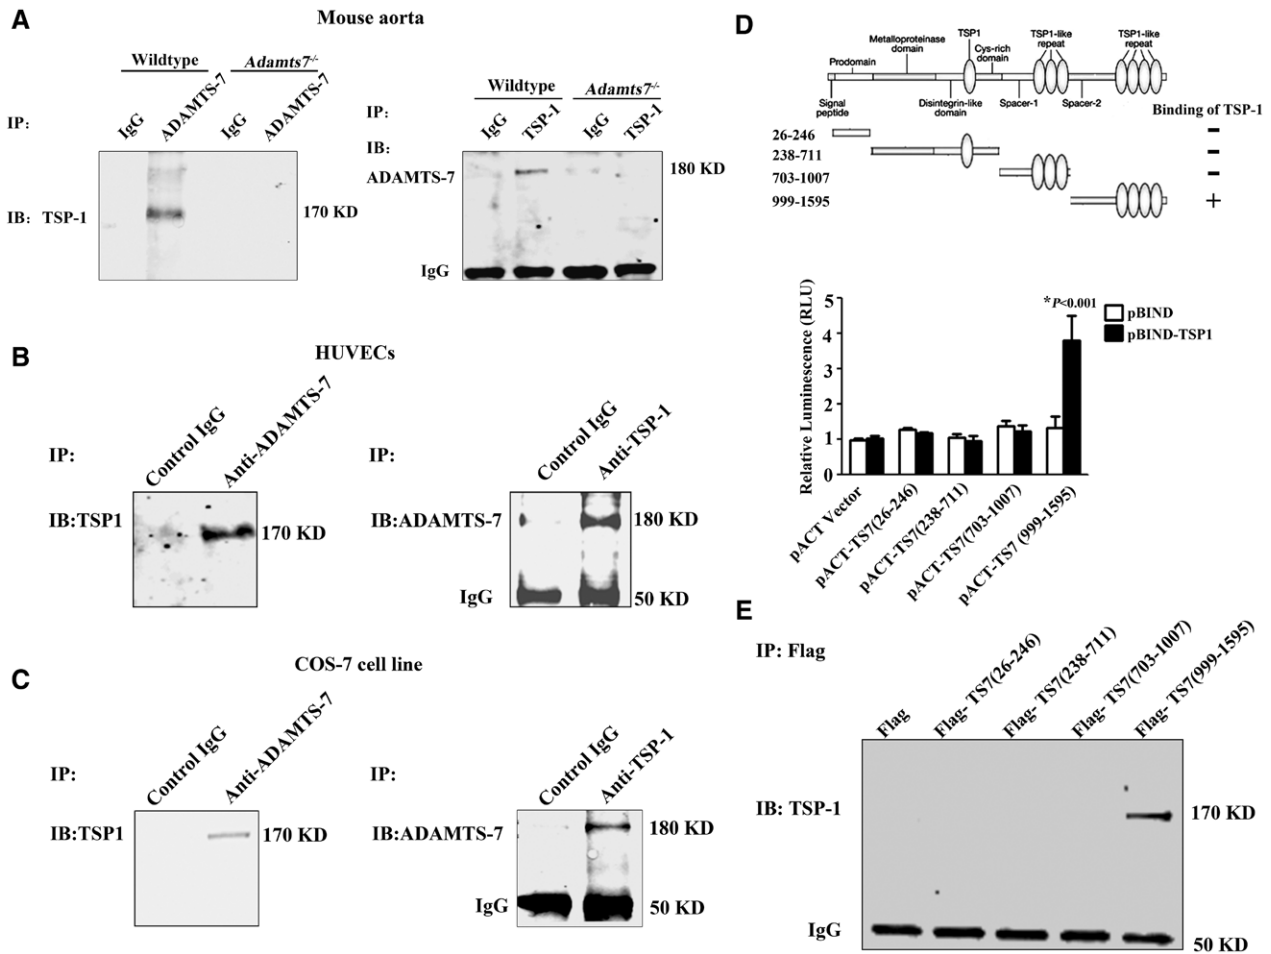 A
Mouse aorta
Wildtype
Adamts7-/-
IP:
IgG
ADAMTS-7
IgG
ADAMTS-7
IB: TSP-1
170 KD
Wildtype
Adamts7-/-
IP:
IgG
TSP-1
IgG
TSP-1
IB:
ADAMTS-7
180 KD
IgG
B
HUVECs
IP:
Control IgG
Anti-ADAMTS-7
IB:TSP1
170 KD
IP:
Control IgG
Anti-TSP-1
IB:ADAMTS-7
180 KD
IgG
50 KD
C
COS-7 cell line
IP:
Control IgG
Anti-ADAMTS-7
IB:TSP1
170 KD
IP:
Control IgG
Anti-TSP-1
IB:ADAMTS-7
180 KD
IgG
50 KD
D
Prodomain
Metalloproteinase
domain
TSP1
Cys-rich
domain
TSP1-like
repeat
TSP1-like
repeat
Signal
peptide
Disintegrin-like
domain
Spacer-1
Spacer-2
Binding of TSP-1
26-246
-
238-711
-
703-1007
-
999-1595
+
Relative Luminescence (RLU)
5
4
3
2
1
0
*P<0.001
pBIND
pBIND-TSP1
pACT Vector
pACT-TS7(26-246)
pACT-TS7(238-711)
pACT-TS7(703-1007)
pACT-TS7 (999-1595)
E
IP: Flag
Flag
Flag- TS7(26-246)
Flag- TS7(238-711)
Flag- TS7(703-1007)
Flag- TS7(999-1595)
IB: TSP-1
170 KD
IgG
50 KD